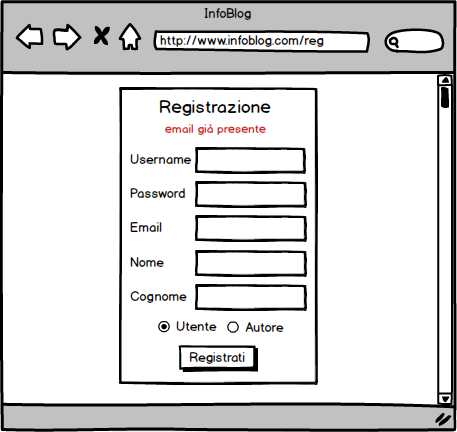 InfoBlog
http://www.infoblog.com/reg
Registrazione
email già presente
Username
Password
Email
Nome
Cognome
Utente Autore
Registrati